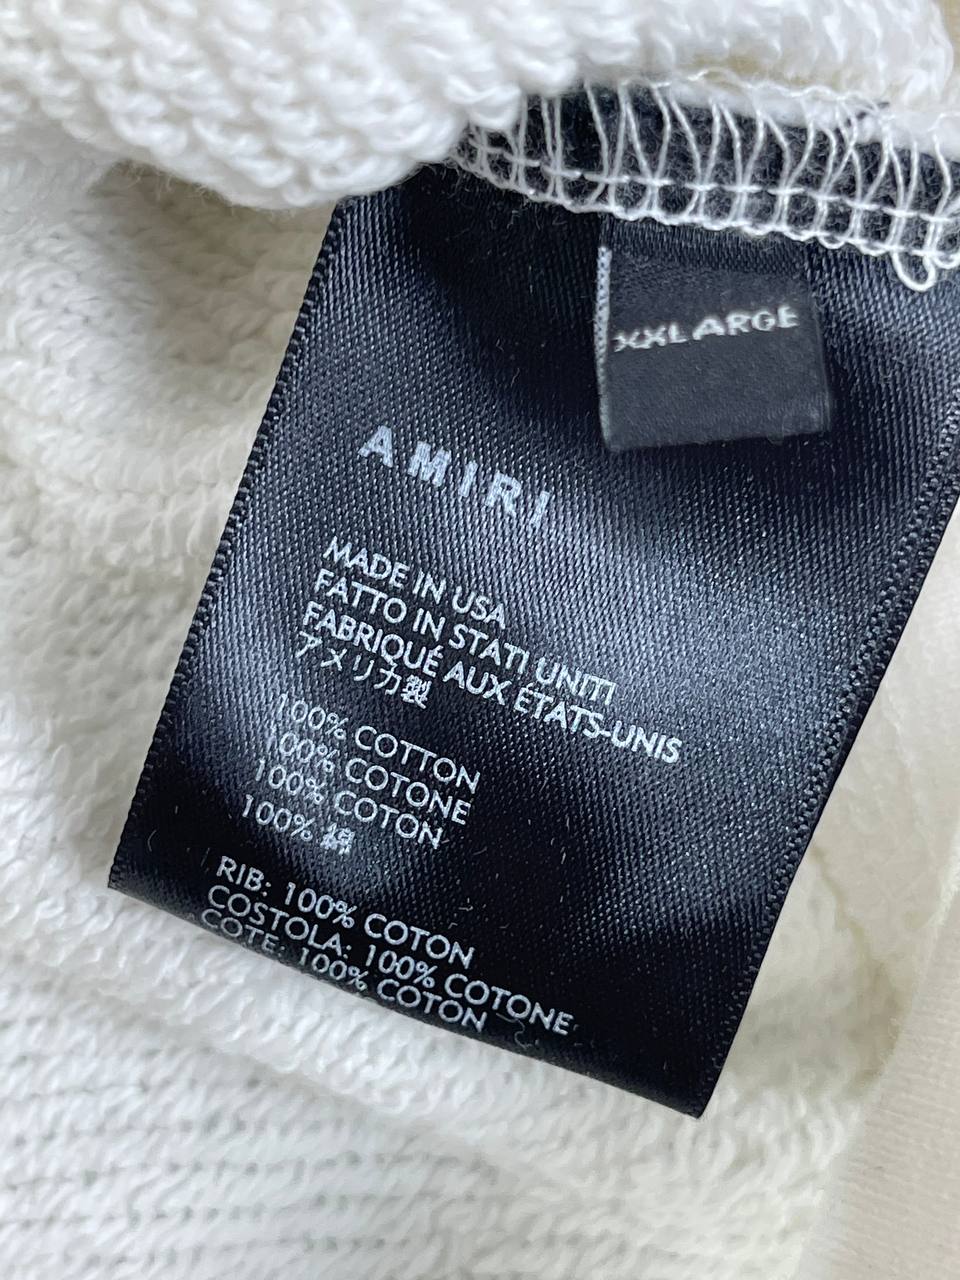 XXLARGE
AMIRI
MADE IN USA
FATTO IN STATI UNITI
FABRIQUÉ AUX ÉTATS-UNIS
アメリカ製
100% COTTON
100% COTONE
100% COTON
100% 綿
RIB: 100% COTON
COSTOLA: 100% COTONE
COTE: 100% COTON